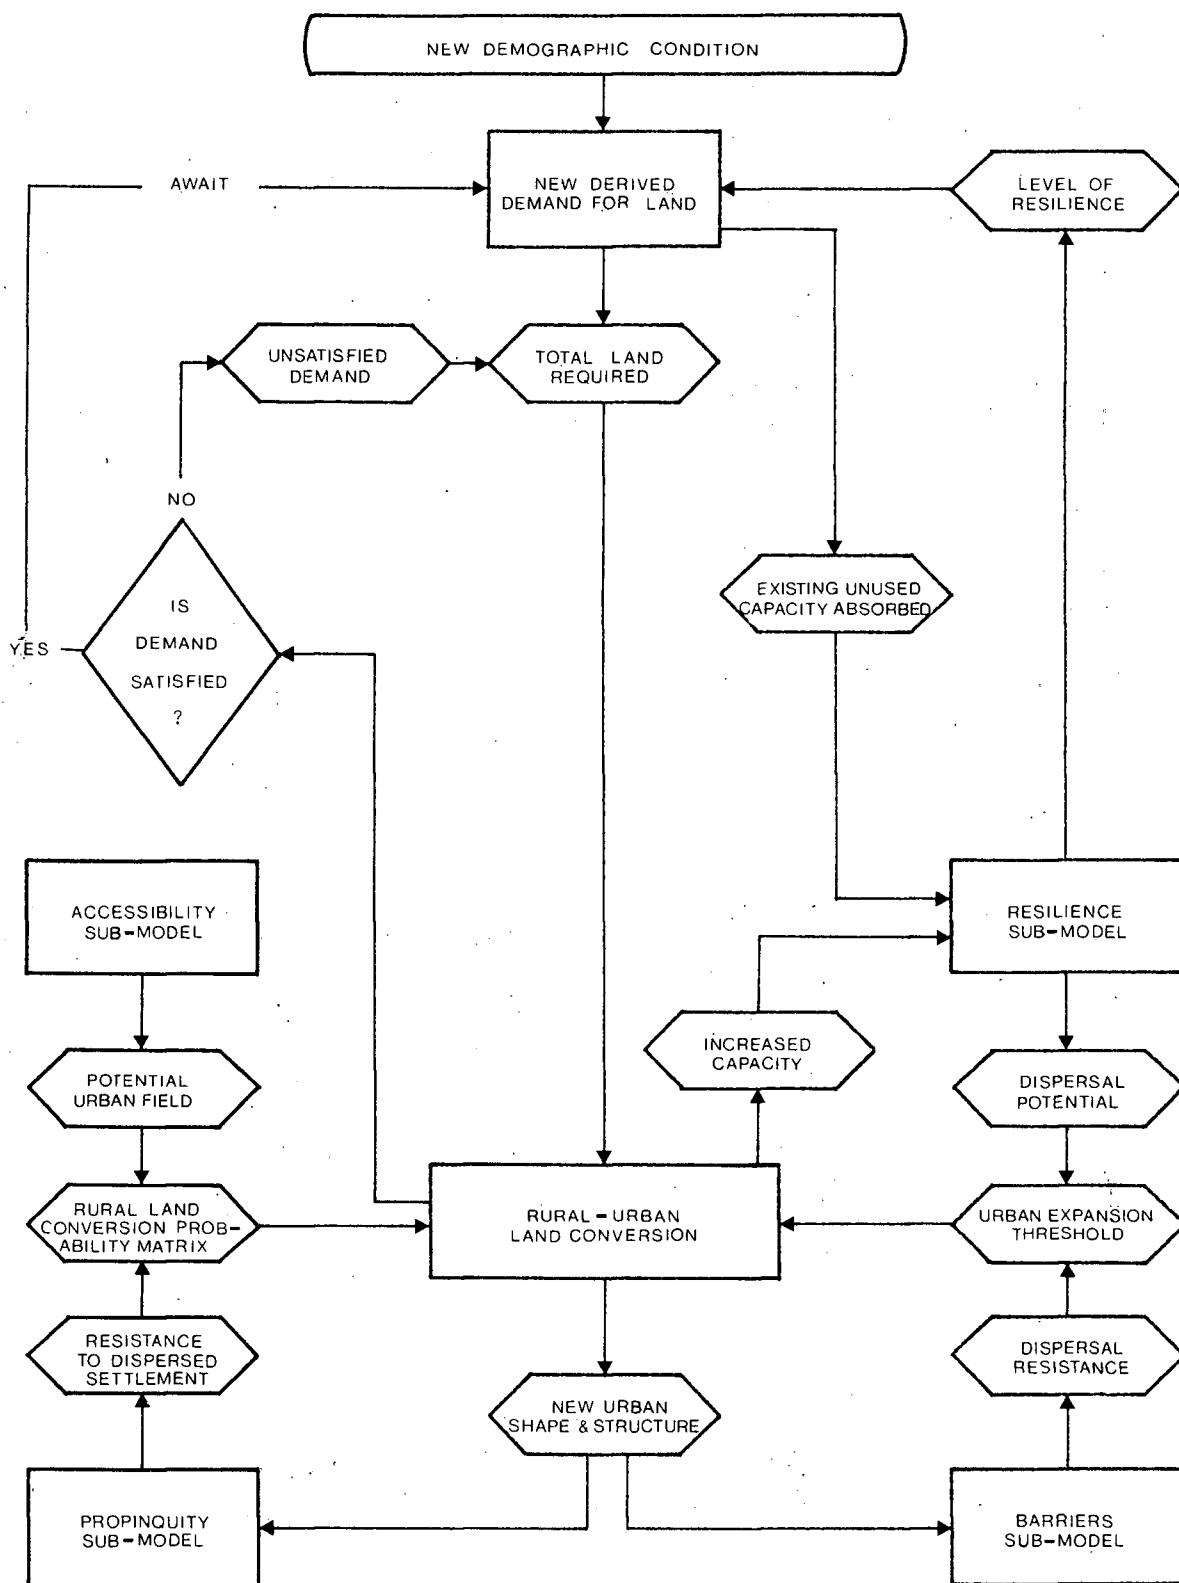 NEW DEMOGRAPHIC CONDITION
AWAIT
NEW DERIVED
DEMAND FOR LAND
LEVEL OF
RESILIENCE
UNSATISFIED
DEMAND
TOTAL LAND
REQUIRED
NO
IS
DEMAND
SATISFIED
?
YES
EXISTING UNUSED
CAPACITY ABSORBED
ACCESSIBILITY
SUB-MODEL
RESILIENCE
SUB-MODEL
POTENTIAL
URBAN FIELD
INCREASED
CAPACITY
DISPERSAL
POTENTIAL
RURAL LAND
CONVERSION PROB-
ABILITY MATRIX
RURAL-URBAN
LAND CONVERSION
URBAN EXPANSION
THRESHOLD
RESISTANCE
TO DISPERSED
SETTLEMENT
NEW URBAN
SHAPE & STRUCTURE
DISPERSAL
RESISTANCE
PROPINQUITY
SUB-MODEL
BARRIERS
SUB-MODEL